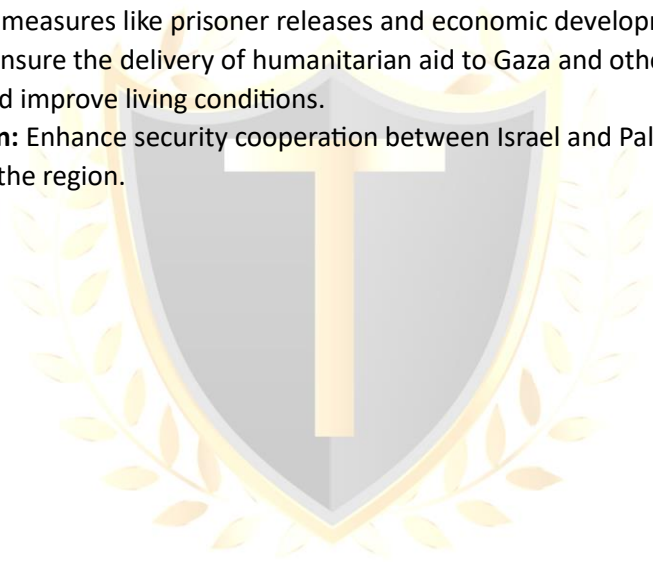 measures like prisoner releases and economic developm
nsure the delivery of humanitarian aid to Gaza and othe
d improve living conditions.
n: Enhance security cooperation between Israel and Pal
the region.
T